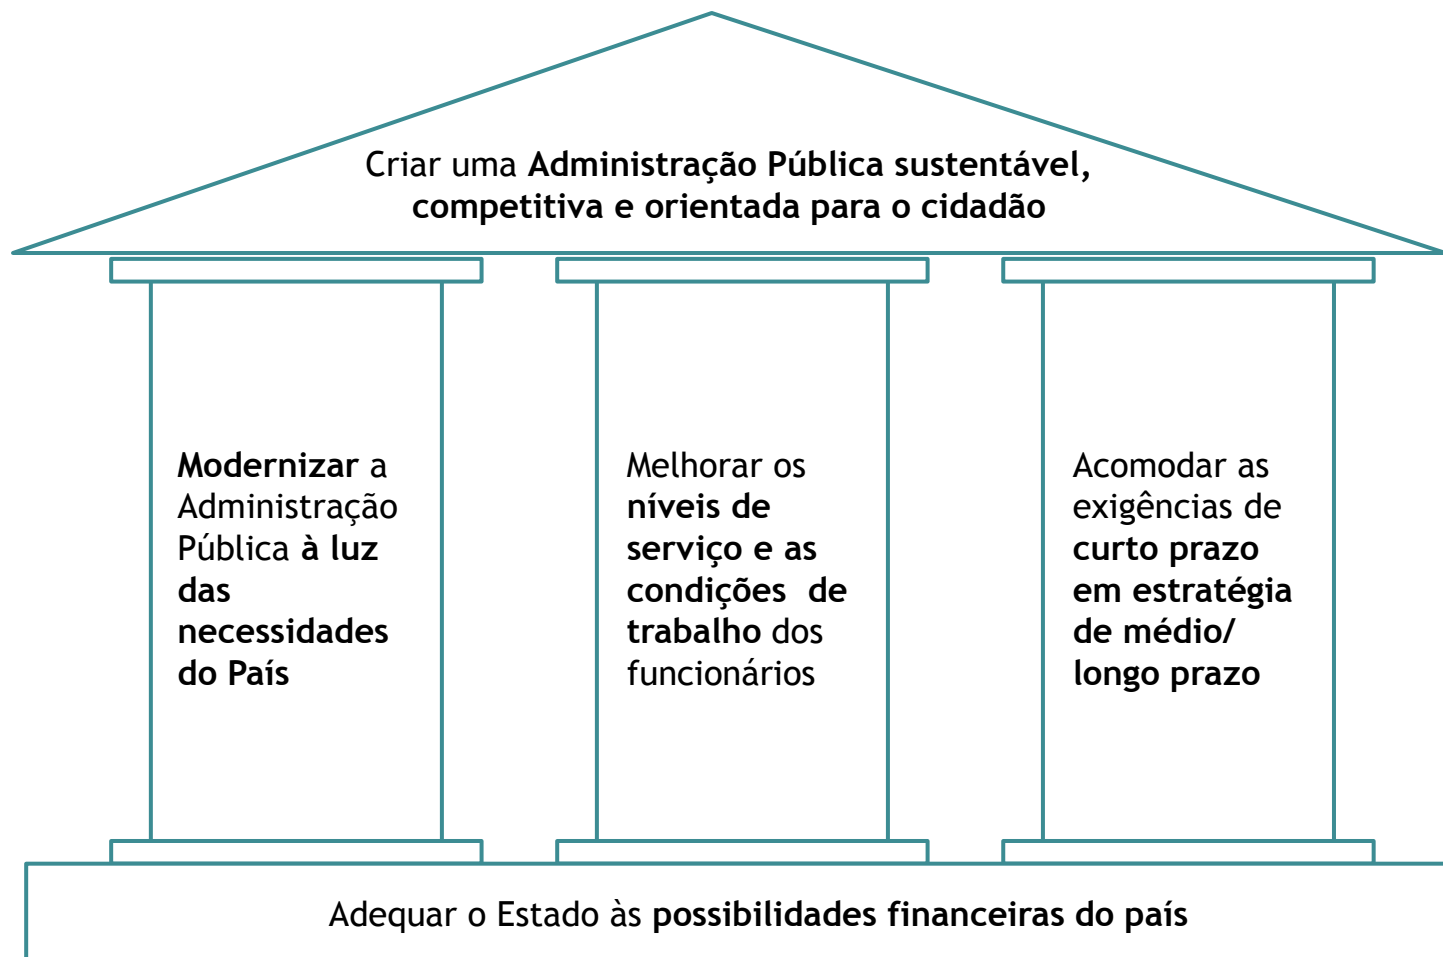 Criar uma Administração Pública sustentável,
competitiva e orientada para o cidadão
Modernizar a
Administração
Pública à luz
das
necessidades
do País
Melhorar os
níveis de
serviço e as
condições  de
trabalho dos
funcionários
Acomodar as
exigências de
curto prazo
em estratégia
de médio/
longo prazo
Adequar o Estado às possibilidades financeiras do país